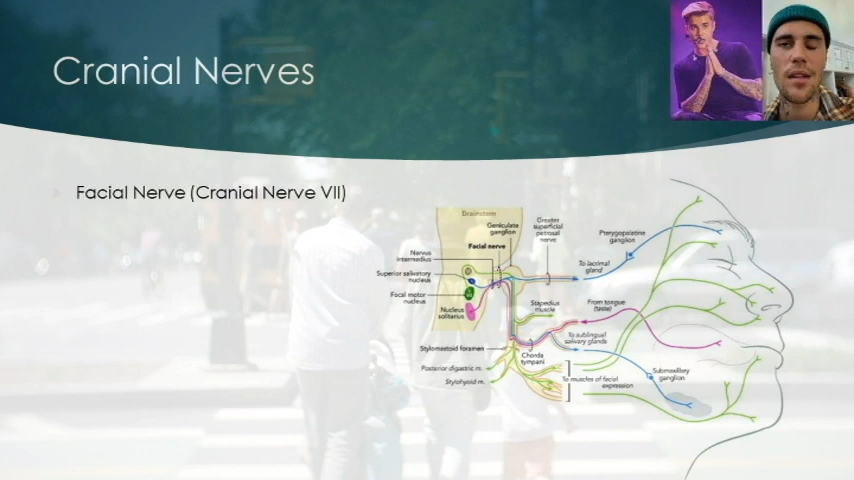 Cranial Nerves
Facial Nerve (Cranial Nerve VII)
Brainstem
Geniculate
ganglion
Greater
superficial
petrosal
nerve
Pterygopalatine
ganglion
Facial nerve
Nervus
intermedius
To lacrimal
gland
Superior salivatory
nucleus
Facial motor
nucleus
Nucleus
solitarius
Stapedius
muscle
From tongue
(taste)
To sublingual
salivary glands
Stylomastoid foramen
Chorda
tympani
Posterior digastric m.
Stylohyoid m.
To muscles of facial
expression
Submaxillary
ganglion